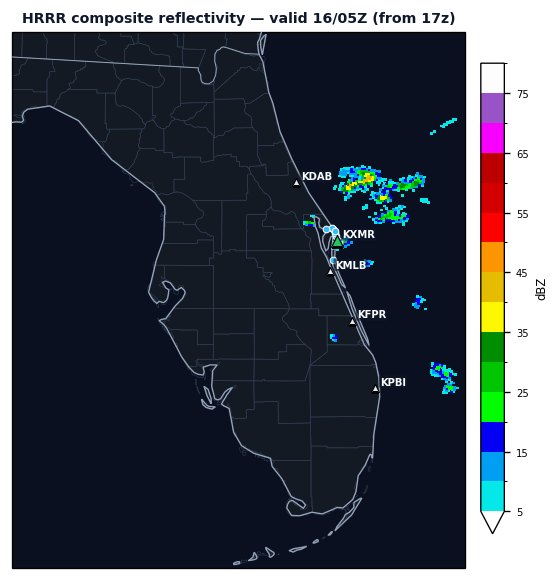 HRRR composite reflectivity — valid 16/05Z (from 17z)
KDAB
KXMR
KMLB
KFPR
KPBI
75
65
55
45
35
25
15
5
dBZ